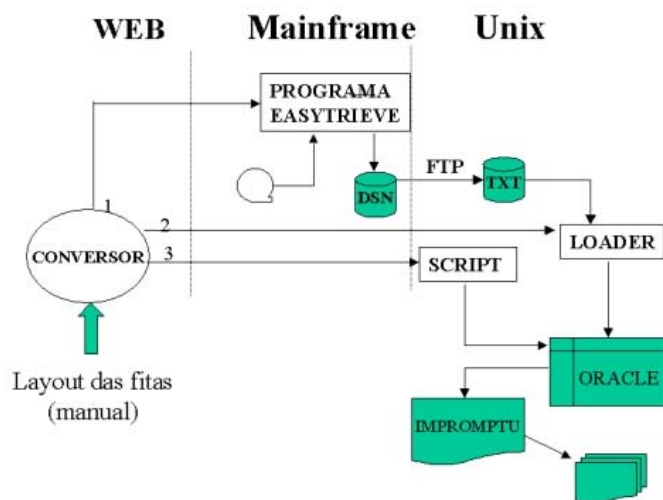 WEB
Mainframe
Unix
PROGRAMA
EASYTRIEVE
DSN
FTP
TXT
1
2
3
CONVERSOR
LOADER
SCRIPT
Layout das fitas
(manual)
ORACLE
IMPROMPTU